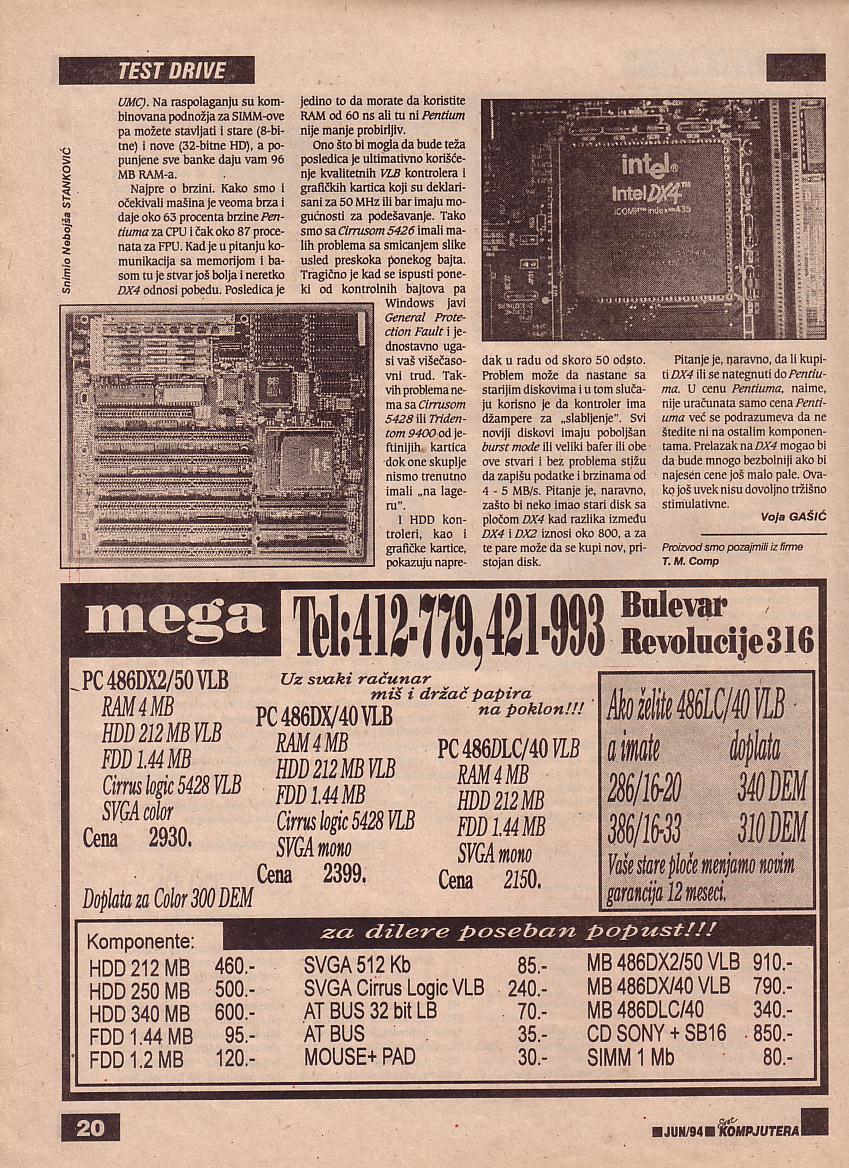 TEST DRIVE
Snimio Nebojša STANKOVIĆ
UMC). Na raspolaganju su kom-
binovana podnožja za SIMM-ove
pa možete stavljati i stare (8-bi-
tne) i nove (32-bitne HD), a po-
punjene sve banke daju vam 96
MB RAM-a.
Najpre o brzini. Kako smo i
očekivali mašina je veoma brza i
daje oko 63 procenta brzine Pen-
tiuma za CPU i čak oko 87 proce-
nata za FPU. Kad je u pitanju ko-
munikacija sa memorijom i ba-
som tu je stvar još bolja i neretko
DX4 odnosi pobedu. Posledica je
jedino to da morate da koristite
RAM od 60 ns ali tu ni Pentium
nije manje probirljiv.
Ono što bi mogla da bude teža
posledica je ultimativno korišće-
nje kvalitetnih VLB kontrolera i
grafičkih kartica koji su deklari-
sani za 50 MHz ili bar imaju mo-
gućnosti za podešavanje. Tako
smo sa Cirrusom 5426 imali ma-
lih problema sa smicanjem slike
usled preskoka ponekog bajta.
Tragično je kad se ispusti pone-
ki od kontrolnih bajtova pa
Windows javi
General Prote-
ction Fault i je-
dnostavno uga-
si vaš višečaso-
vni trud. Tak-
vih problema ne-
ma sa Cirrusom
5428 ili Triden-
tom 9400 od je-
ftinijih, kartica
dok one skuplje
nismo trenutno
imali „na lage-
ru".
I HDD kon-
troleri, kao i
grafičke kartice,
pokazuju napre-
intel®
Intel DX4™
iCOMP™ index=435
dak u radu od skoro 50 odsto.
Problem može da nastane sa
starijim diskovima i u tom sluča-
ju korisno je da kontroler ima
džampere za „slabljenje". Svi
noviji diskovi imaju poboljšan
burst mode ili veliki bafer ili obe
ove stvari i bez problema stižu
da zapišu podatke i brzinama od
4 - 5 MB/s. Pitanje je, naravno,
zašto bi neko imao stari disk sa
pločom DX4 kad razlika između
DX4 i DX2 iznosi oko 800, a za
te pare može da se kupi nov, pri-
stojan disk.
Pitanje je, naravno, da li kupi-
ti DX4 ili se nategnuti do Pentiu-
ma. U cenu Pentiuma, naime,
nije uračunata samo cena Penti-
uma već se podrazumeva da ne
štedite ni na ostalim komponen-
tama. Prelazak na DX4 mogao bi
da bude mnogo bezbolniji ako bi
najesen cene još malo pale. Ova-
ko još uvek nisu dovoljno tržišno
stimulativne.
Voja GAŠIĆ
Proizvod smo pozajmili iz firme
T. M. Comp
mega
Tel:412-779,421-993
Bulevar
Revolucije 316
Uz svaki računar
miš i držač papira
na poklon!!!
PC 486DX2/50 VLB
RAM 4 MB
HDD 212 MB VLB
FDD 1.44 MB
Cirrus logic 5428 VLB
SVGA color
Cena 2930.
Doplata za Color 300 DEM
PC 486DX/40 VLB
RAM 4 MB
HDD 212 MB VLB
FDD 1.44 MB
Cirrus logic 5428 VLB
SVGA mono
Cena 2399.
PC 486DLC/40 VLB
RAM 4 MB
HDD 212 MB
FDD 1.44 MB
SVGA mono
Cena 2150.
Ako želite 486LC/40 VLB
a imate doplata
286/16-20 340 DEM
386/16-33 310 DEM
Vaše stare ploče menjamo novim
garancija 12 meseci.
za dilere poseban popust!!!
Komponente:
HDD 212 MB 460.-
HDD 250 MB 500.-
HDD 340 MB 600.-
FDD 1.44 MB 95.-
FDD 1.2 MB 120.-
SVGA 512 Kb 85.-
SVGA Cirrus Logic VLB 240.-
AT BUS 32 bit LB 70.-
AT BUS 35.-
MOUSE+ PAD 30.-
MB 486DX2/50 VLB 910.-
MB 486DX/40 VLB 790.-
MB 486DLC/40 340.-
CD SONY + SB16 850.-
SIMM 1 Mb 80.-
20
JUN/94 Svet KOMPJUTERA